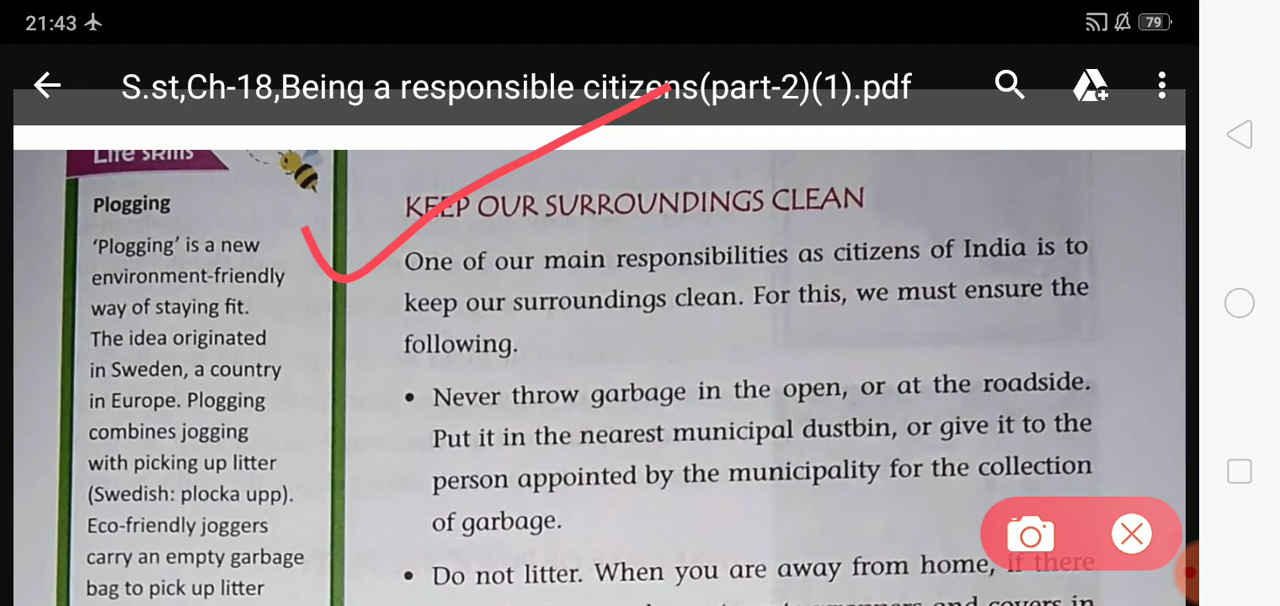 21:43
79
S.st,Ch-18,Being a responsible citizens(part-2)(1).pdf
Life Skills
Plogging
'Plogging' is a new
environment-friendly
way of staying fit.
The idea originated
in Sweden, a country
in Europe. Plogging
combines jogging
with picking up litter
(Swedish: plocka upp).
Eco-friendly joggers
carry an empty garbage
bag to pick up litter
KEEP OUR SURROUNDINGS CLEAN
One of our main responsibilities as citizens of India is to
keep our surroundings clean. For this, we must ensure the
following.
• Never throw garbage in the open, or at the roadside.
Put it in the nearest municipal dustbin, or give it to the
person appointed by the municipality for the collection
of garbage.
• Do not litter. When you are away from home, if there
and covers in